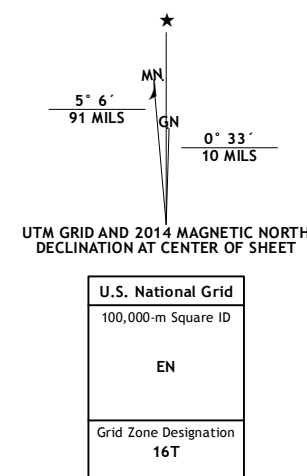 MN
5° 6´
91 MILS
GN
0° 33´
10 MILS
UTM GRID AND 2014 MAGNETIC NORTH
DECLINATION AT CENTER OF SHEET
U.S. National Grid
100,000-m Square ID
EN
Grid Zone Designation
16T